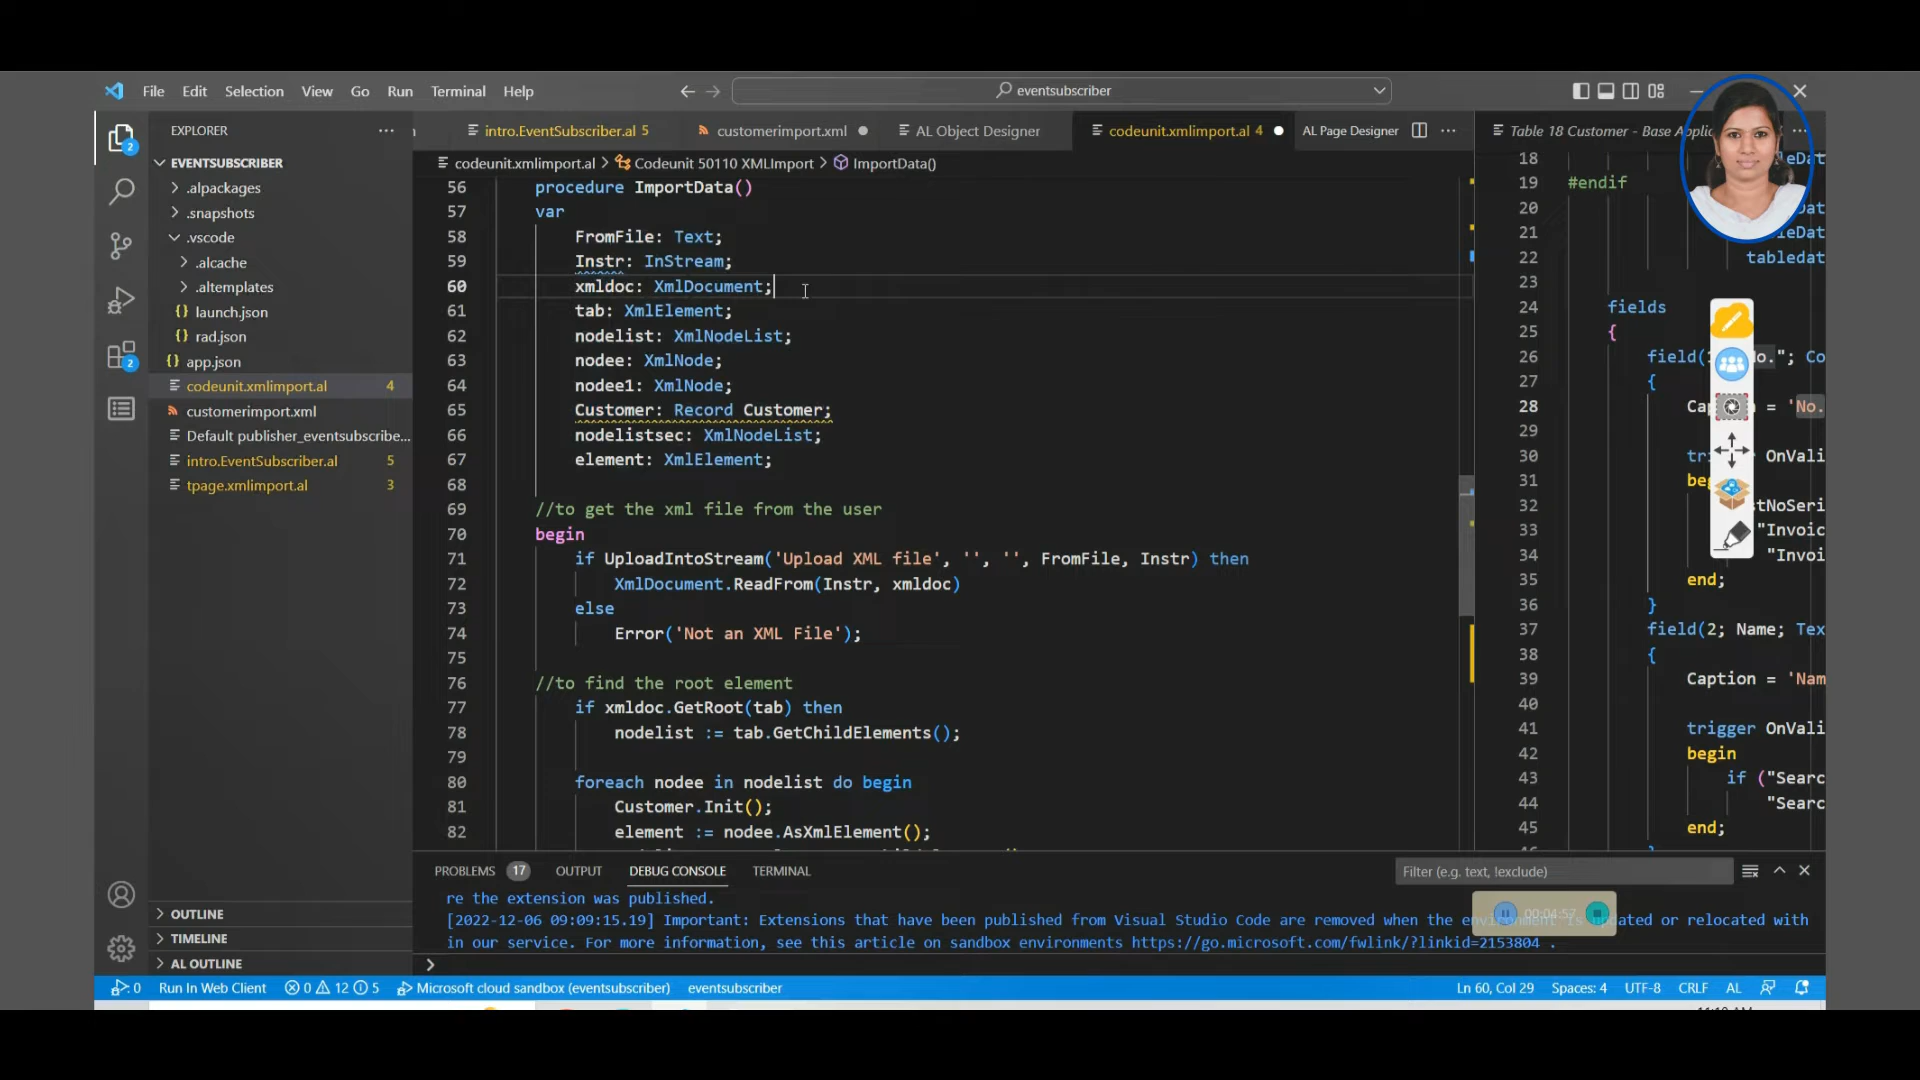 File Edit Selection View Go Run Terminal Help
eventsubscriber
EXPLORER
intro.EventSubscriber.al 5
customerimport.xml
AL Object Designer
codeunit.xmlimport.al 4
AL Page Designer
Table 18 Customer - Base Applic
codeunit.xmlimport.al > Codeunit 50110 XMLImport > ImportData()
EVENTSUBSCRIBER
.alpackages
.snapshots
.vscode
.alcache
.altemplates
launch.json
rad.json
app.json
codeunit.xmlimport.al 4
customerimport.xml
Default publisher_eventsubscribe...
intro.EventSubscriber.al 5
tpage.xmlimport.al 3
OUTLINE
TIMELINE
AL OUTLINE
56 procedure ImportData()
57 var
58 FromFile: Text;
59 Instr: InStream;
60 xmldoc: XmlDocument;
61 tab: XmlElement;
62 nodelist: XmlNodeList;
63 nodee: XmlNode;
64 nodee1: XmlNode;
65 Customer: Record Customer;
66 nodelistsec: XmlNodeList;
67 element: XmlElement;
68
69 //to get the xml file from the user
70 begin
71 if UploadIntoStream('Upload XML file', '', '', FromFile, Instr) then
72 XmlDocument.ReadFrom(Instr, xmldoc)
73 else
74 Error('Not an XML File');
75
76 //to find the root element
77 if xmldoc.GetRoot(tab) then
78 nodelist := tab.GetChildElements();
79
80 foreach nodee in nodelist do begin
81 Customer.Init();
82 element := nodee.AsXmlElement();
18 eDat
19 #endif
20 Dat
21 eDat
22 tabledat
23
24 fields
25 {
26 field( o."; Co
27 {
28 Ca = 'No.
29
30 tr OnVali
31 be
32 stNoSeri
33 "Invoic
34 "Invoi
35 end;
36 }
37 field(2; Name; Tex
38 {
39 Caption = 'Nam
40
41 trigger OnVali
42 begin
43 if ("Searc
44 "Searc
45 end;
PROBLEMS 17 OUTPUT DEBUG CONSOLE TERMINAL
Filter (e.g. text, !exclude)
re the extension was published.
[2022-12-06 09:09:15.19] Important: Extensions that have been published from Visual Studio Code are removed when the en dated or relocated with
in our service. For more information, see this article on sandbox environments https://go.microsoft.com/fwlink/?linkid=2153804 .
00:04:57
0 Run In Web Client 0 12 5 Microsoft cloud sandbox (eventsubscriber) eventsubscriber Ln 60, Col 29 Spaces: 4 UTF-8 CRLF AL